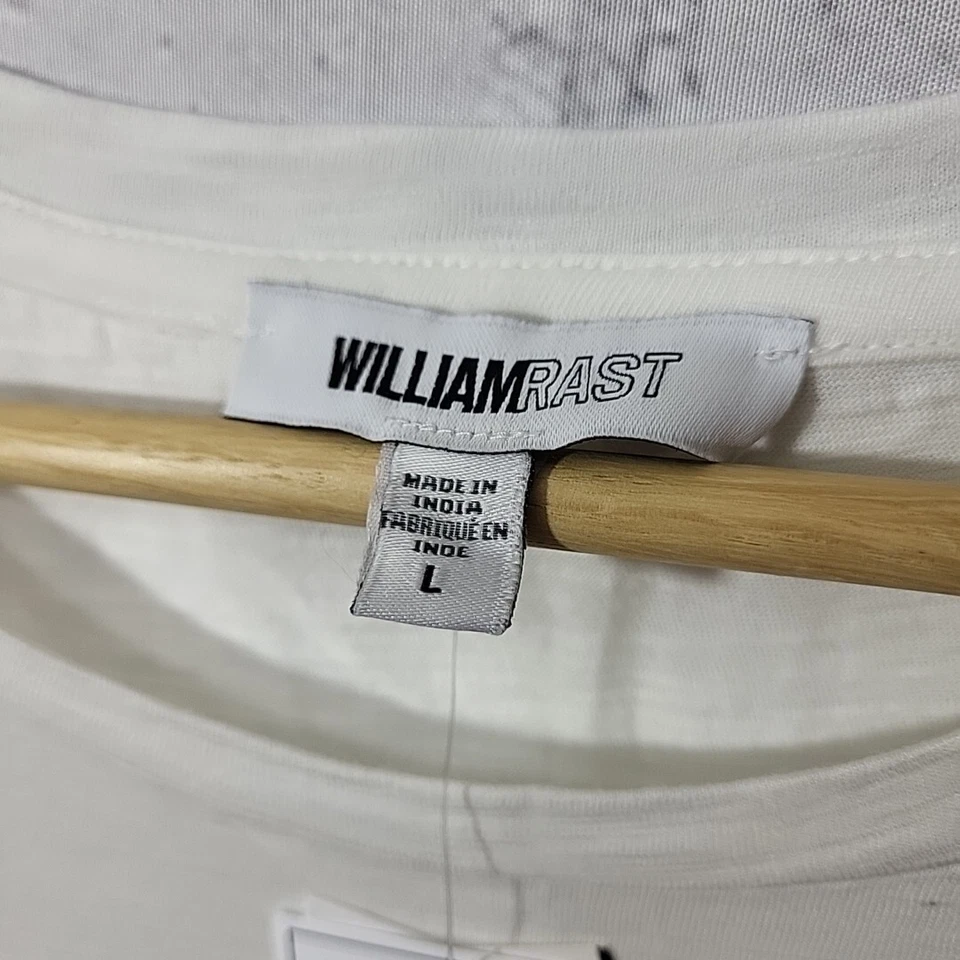 WILLIAMRAST
MADE IN
INDIA
FABRIQUÉ EN
INDE
L